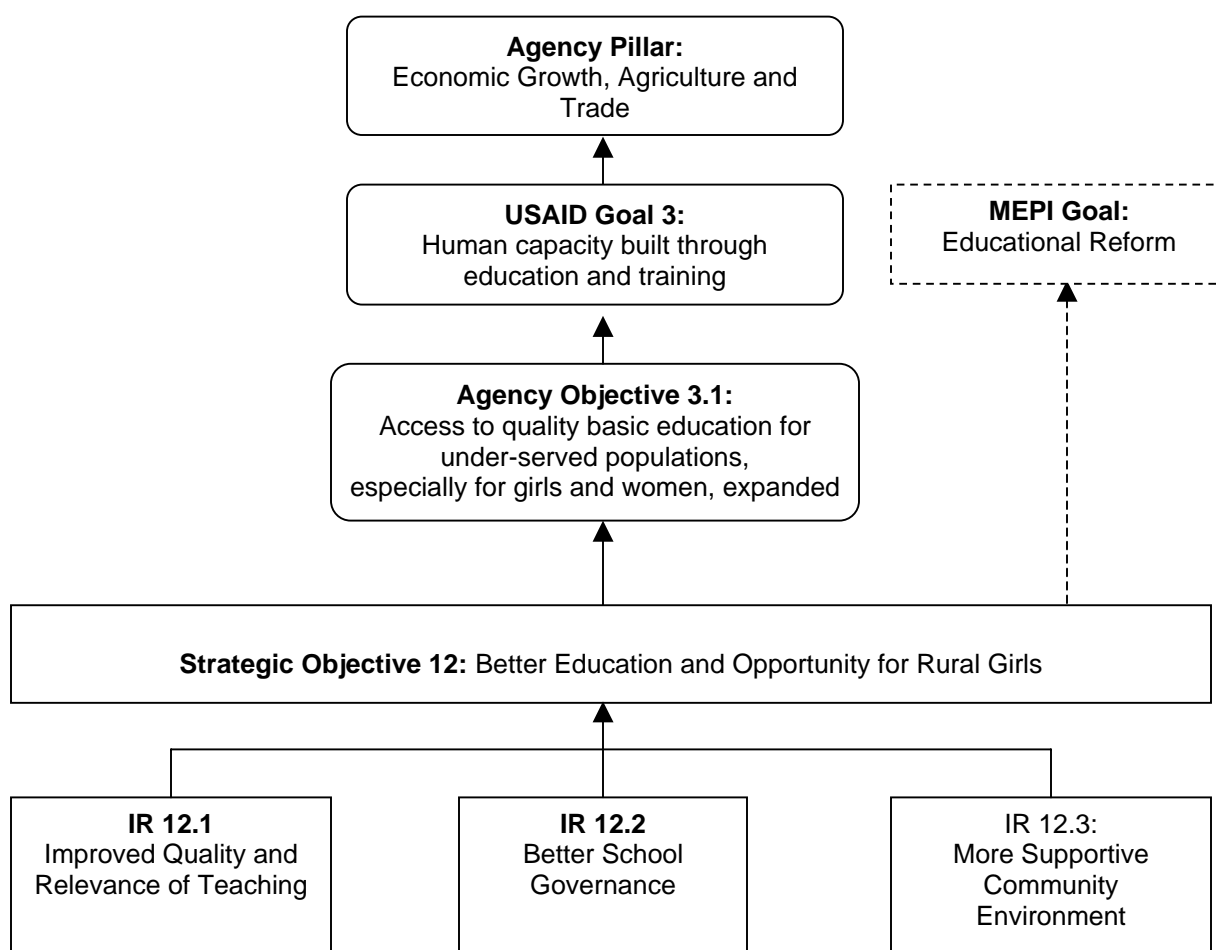 Agency Pillar:
Economic Growth, Agriculture and
Trade
USAID Goal 3:
Human capacity built through
education and training
MEPI Goal:
Educational Reform
Agency Objective 3.1:
Access to quality basic education for
under-served populations,
especially for girls and women, expanded
Strategic Objective 12: Better Education and Opportunity for Rural Girls
IR 12.1
Improved Quality and
Relevance of Teaching
IR 12.2
Better School
Governance
IR 12.3:
More Supportive
Community
Environment